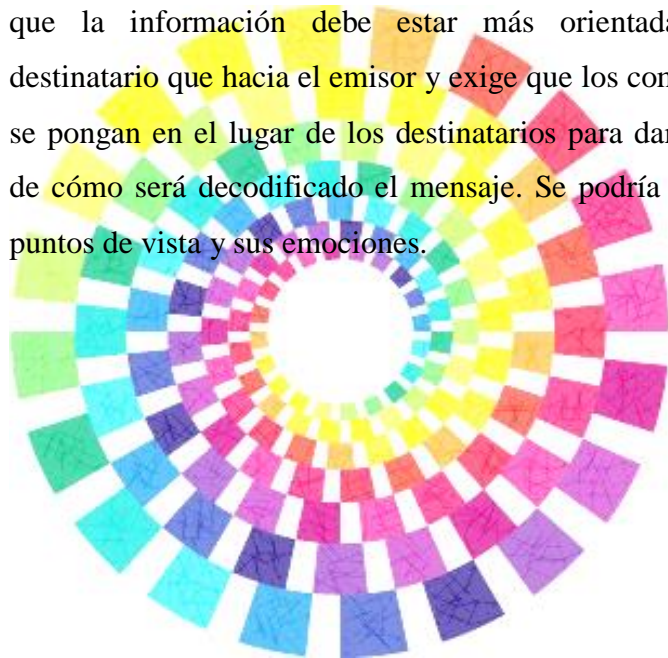 que la información debe estar más orientada
destinatario que hacia el emisor y exige que los con
se pongan en el lugar de los destinatarios para dar
de cómo será decodificado el mensaje. Se podría
puntos de vista y sus emociones.